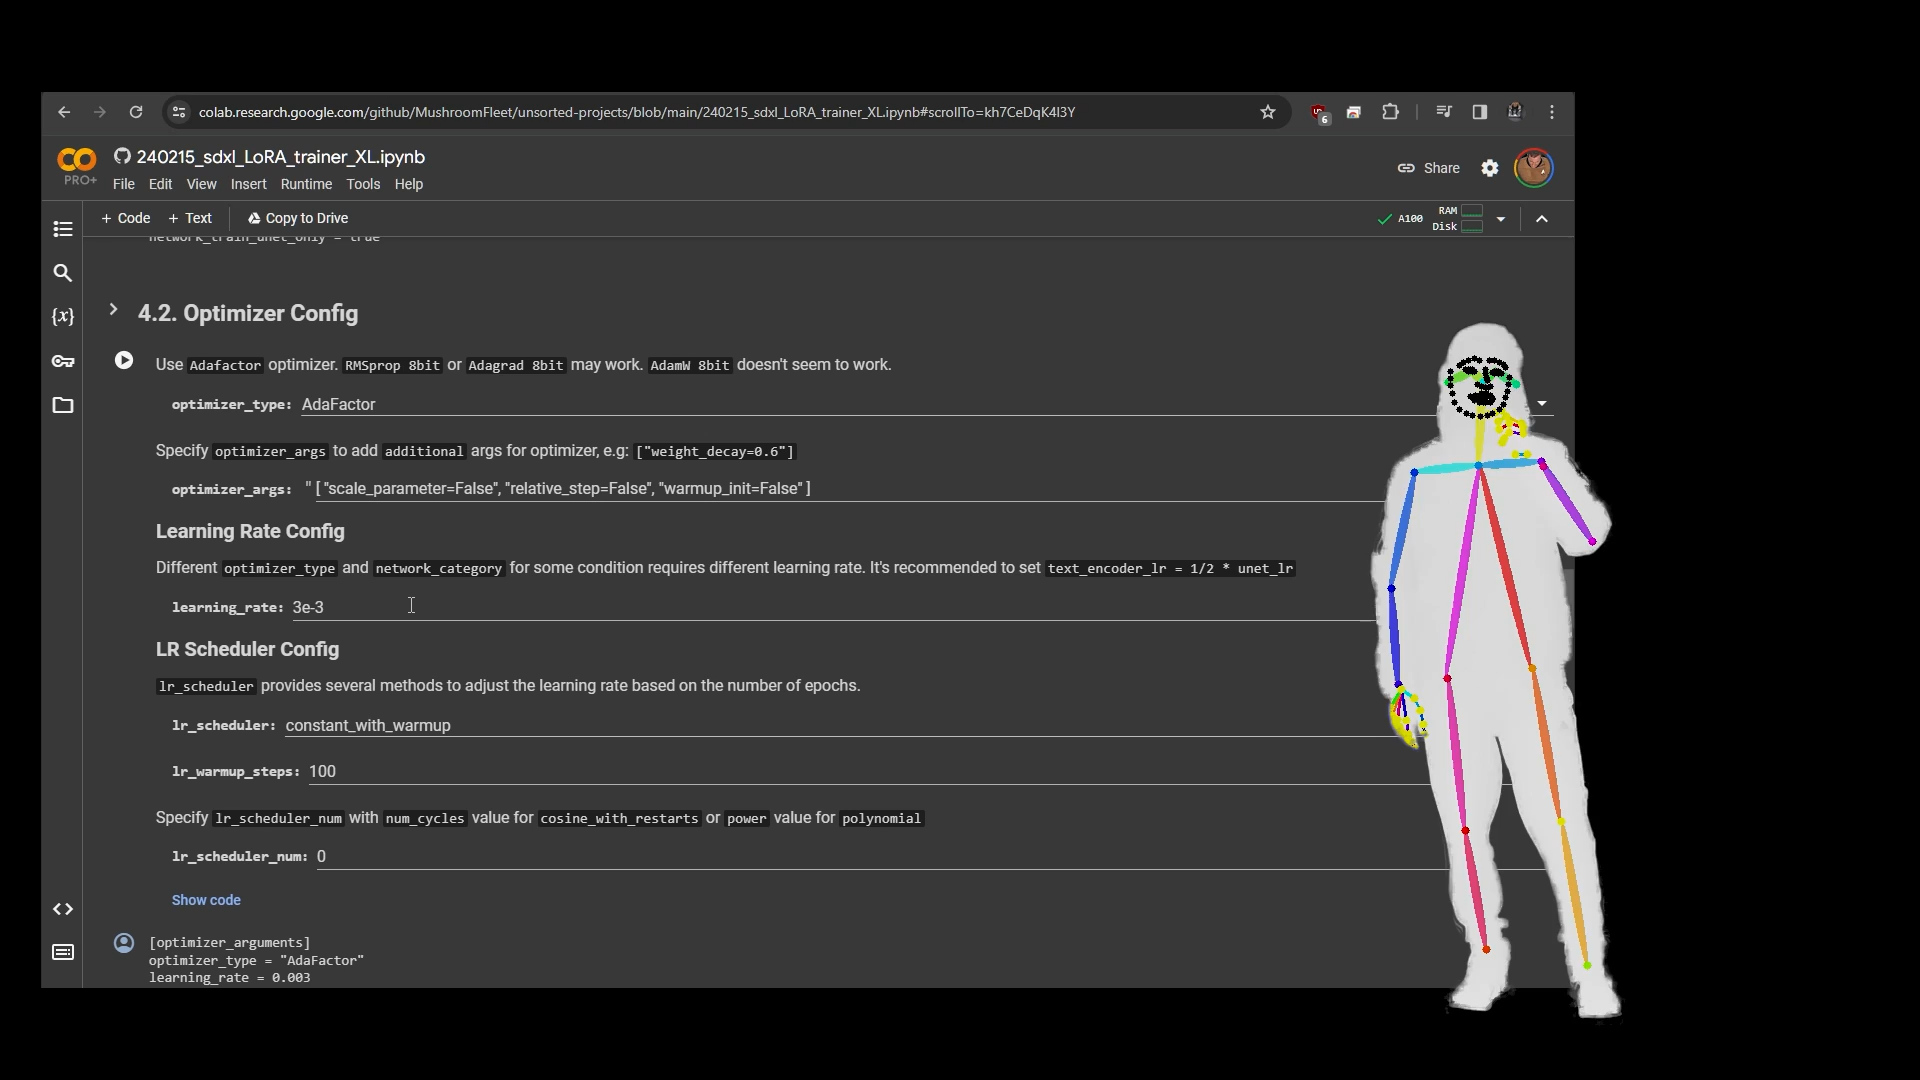 colab.research.google.com/github/MushroomFleet/unsorted-projects/blob/main/240215_sdxl_LoRA_trainer_XL.ipynb#scrollTo=kh7CeDqK4l3Y
6
CO
PRO+
240215_sdxl_LoRA_trainer_XL.ipynb
Share
File Edit View Insert Runtime Tools Help
+ Code + Text Copy to Drive
A100 RAM
Disk
network_train_unet_only = true
{x}
4.2. Optimizer Config
Use Adafactor optimizer. RMSprop 8bit or Adagrad 8bit may work. AdamW 8bit doesn't seem to work.
optimizer_type: AdaFactor
Specify optimizer_args to add additional args for optimizer, e.g: ["weight_decay=0.6"]
optimizer_args: " [ "scale_parameter=False", "relative_step=False", "warmup_init=False" ]
Learning Rate Config
Different optimizer_type and network_category for some condition requires different learning rate. It's recommended to set text_encoder_lr = 1/2 * unet_lr
learning_rate: 3e-3
LR Scheduler Config
lr_scheduler provides several methods to adjust the learning rate based on the number of epochs.
lr_scheduler: constant_with_warmup
lr_warmup_steps: 100
Specify lr_scheduler_num with num_cycles value for cosine_with_restarts or power value for polynomial
lr_scheduler_num: 0
Show code
[optimizer_arguments]
optimizer_type = "AdaFactor"
learning_rate = 0.003